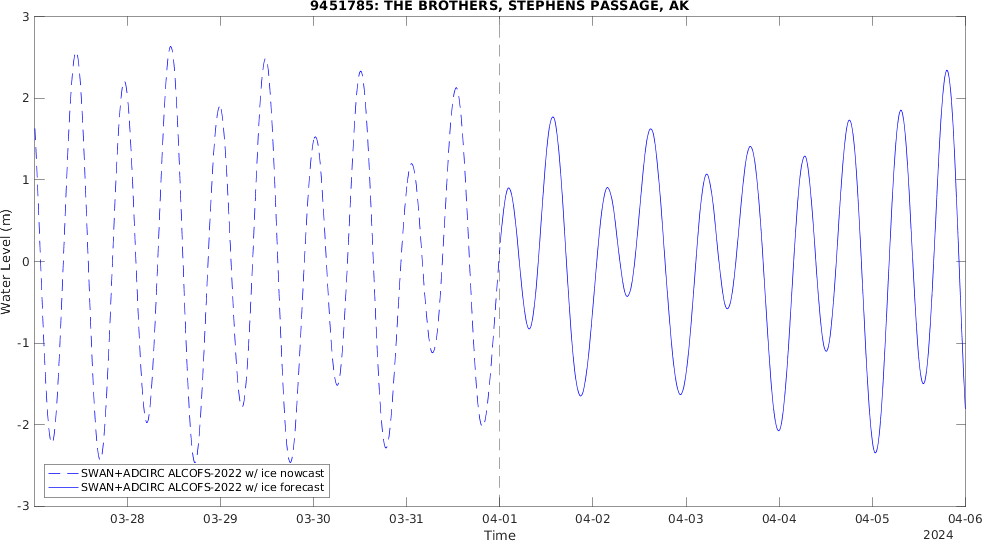 9451785: THE BROTHERS, STEPHENS PASSAGE, AK
3
2
1
0
-1
-2
-3
Water Level (m)
SWAN+ADCIRC ALCOFS-2022 w/ ice nowcast
SWAN+ADCIRC ALCOFS-2022 w/ ice forecast
03-28 03-29 03-30 03-31 04-01 04-02 04-03 04-04 04-05 04-06
Time
2024